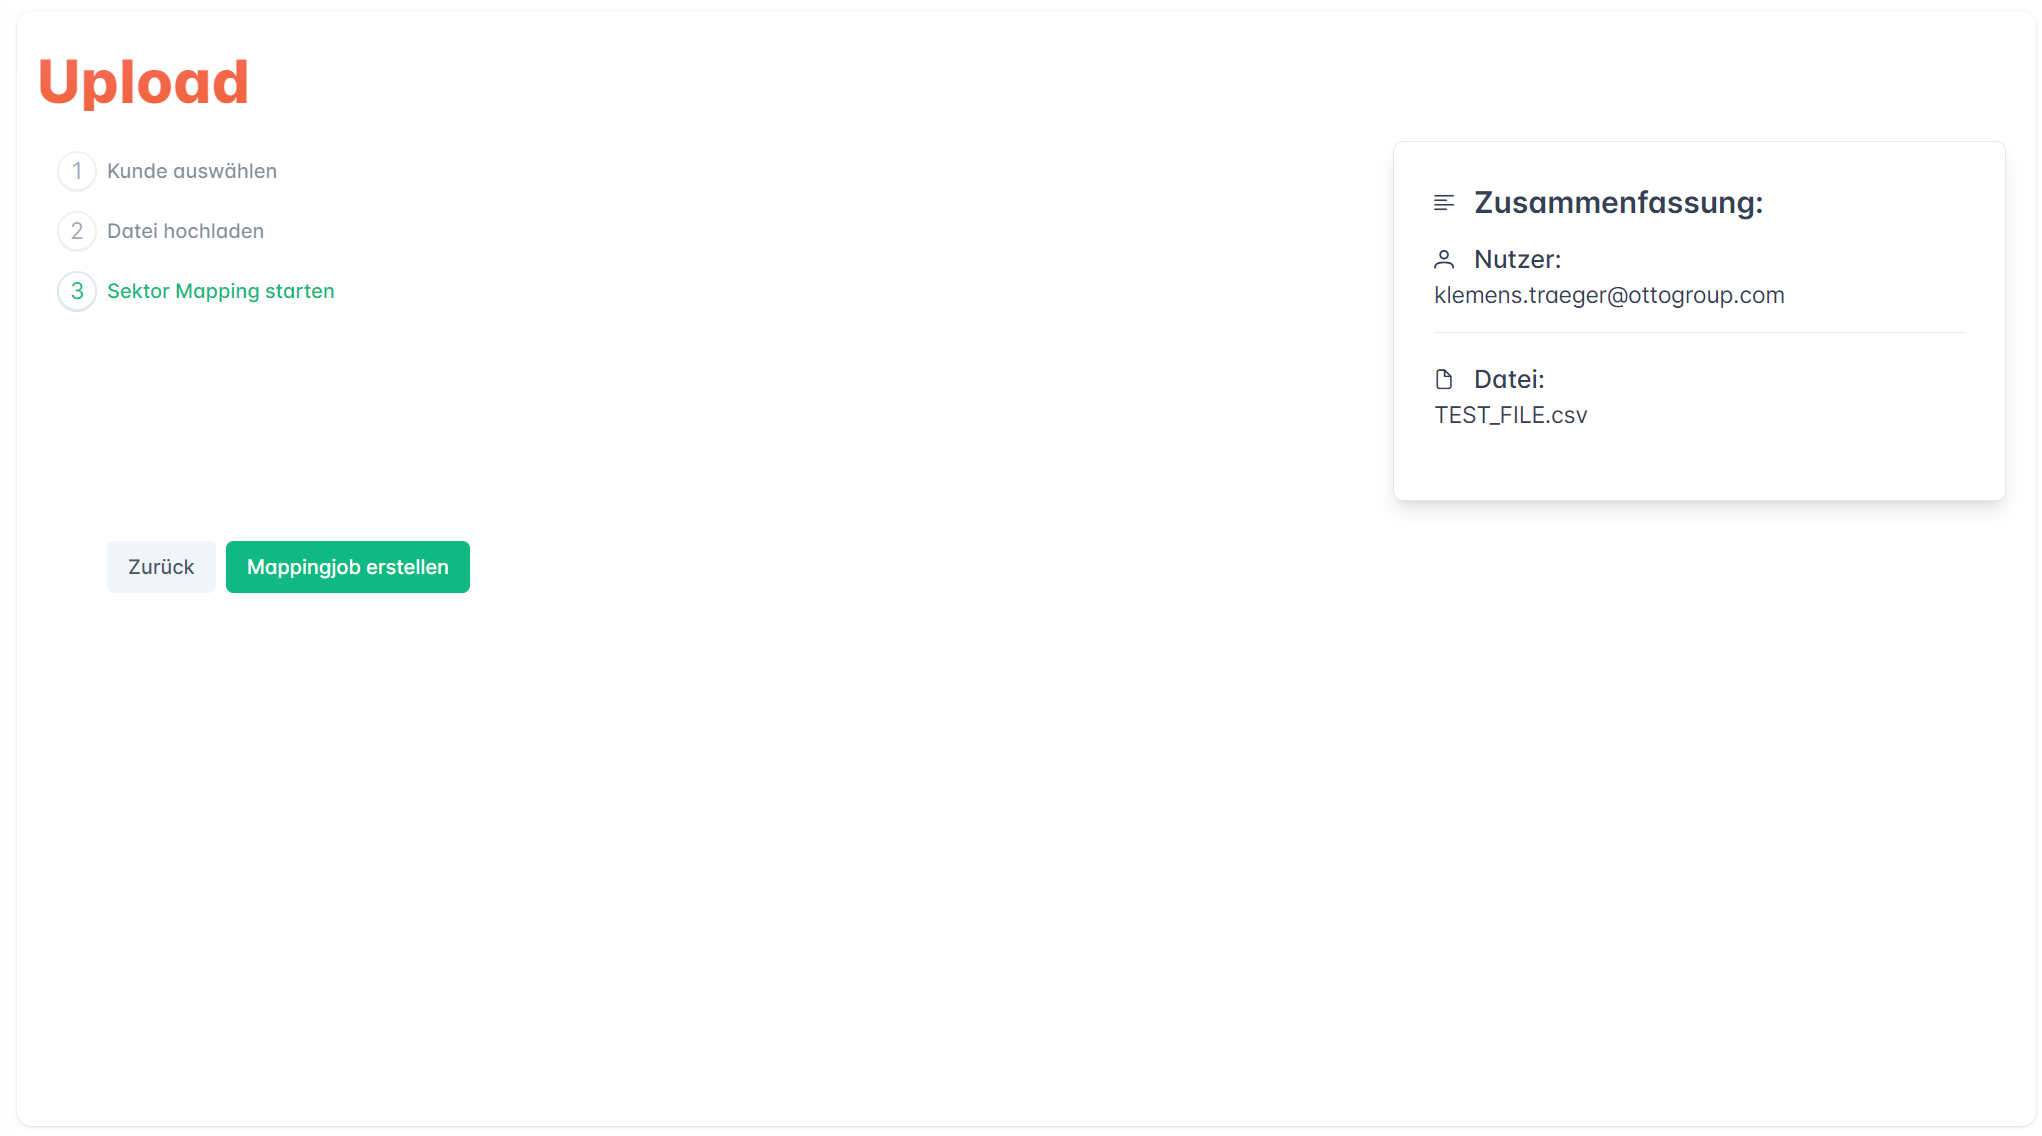 Upload
1 Kunde auswählen
2 Datei hochladen
3 Sektor Mapping starten
Zusammenfassung:
Nutzer:
klemens.traeger@ottogroup.com
Datei:
TEST_FILE.csv
Zurück
Mappingjob erstellen